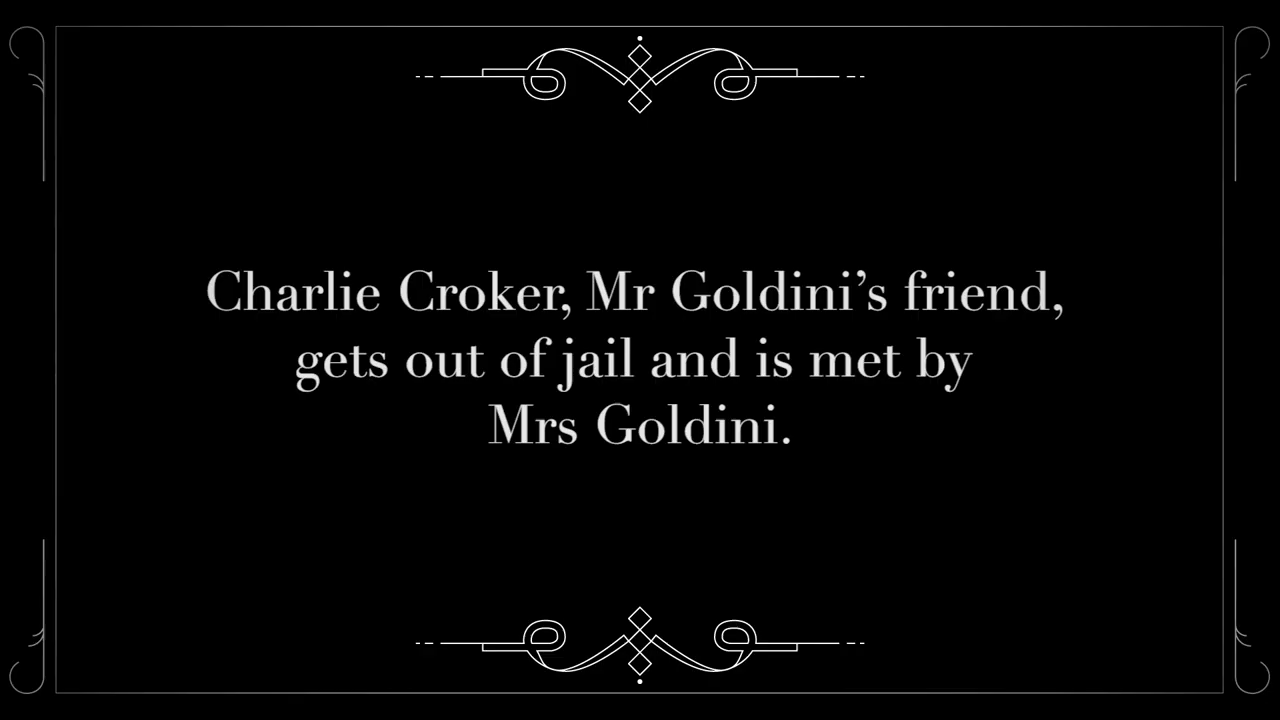 Charlie Croker, Mr Goldini’s friend,
gets out of jail and is met by
Mrs Goldini.